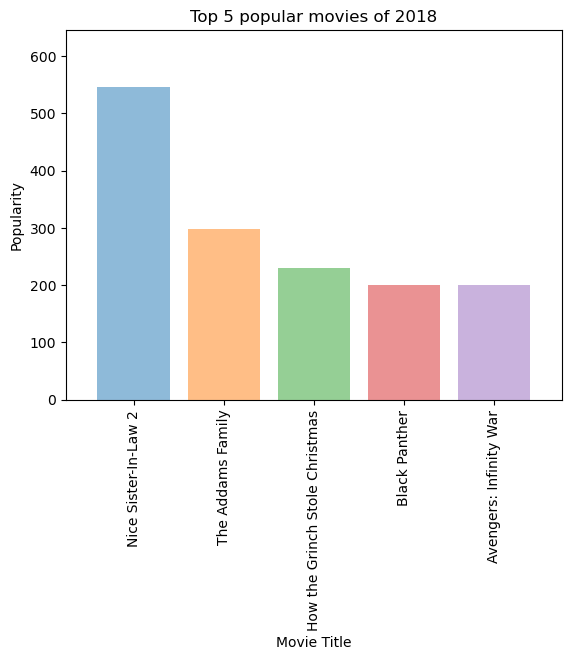 Top 5 popular movies of 2018
Popularity
600
500
400
300
200
100
0
Nice Sister-In-Law 2
The Addams Family
How the Grinch Stole Christmas
Black Panther
Avengers: Infinity War
Movie Title